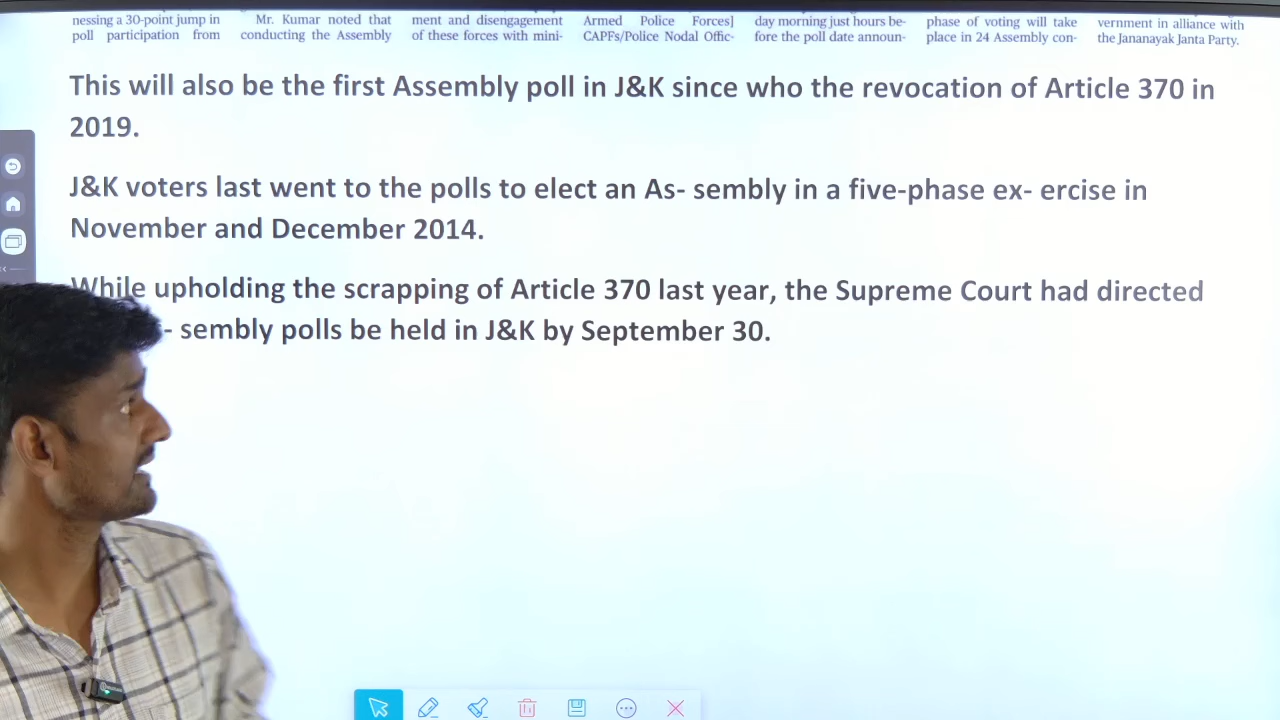 nessing a 30-point jump in
poll participation from
Mr. Kumar noted that
conducting the Assembly
ment and disengagement
of these forces with mini-
Armed Police Forces]
CAPFs/Police Nodal Offic-
day morning just hours be-
fore the poll date announ-
phase of voting will take
place in 24 Assembly con-
vernment in alliance with
the Jananayak Janta Party.
This will also be the first Assembly poll in J&K since who the revocation of Article 370 in
2019.
J&K voters last went to the polls to elect an As- sembly in a five-phase ex- ercise in
November and December 2014.
While upholding the scrapping of Article 370 last year, the Supreme Court had directed
- sembly polls be held in J&K by September 30.